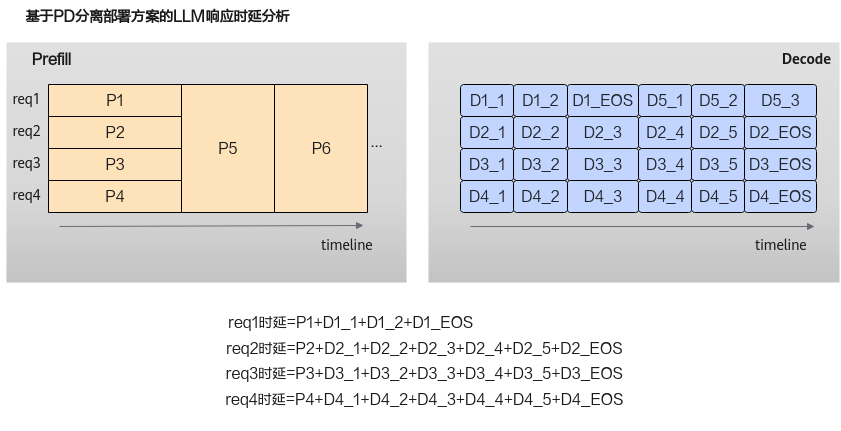 基于PD分离部署方案的LLM响应时延分析
Prefill
req1 P1
req2 P2
req3 P3
req4 P4
P5
P6
...
timeline
Decode
D1_1 D1_2 D1_EOS D5_1 D5_2 D5_3
D2_1 D2_2 D2_3 D2_4 D2_5 D2_EOS
D3_1 D3_2 D3_3 D3_4 D3_5 D3_EOS
D4_1 D4_2 D4_3 D4_4 D4_5 D4_EOS
timeline
req1时延=P1+D1_1+D1_2+D1_EOS
req2时延=P2+D2_1+D2_2+D2_3+D2_4+D2_5+D2_EOS
req3时延=P3+D3_1+D3_2+D3_3+D3_4+D3_5+D3_EOS
req4时延=P4+D4_1+D4_2+D4_3+D4_4+D4_5+D4_EOS